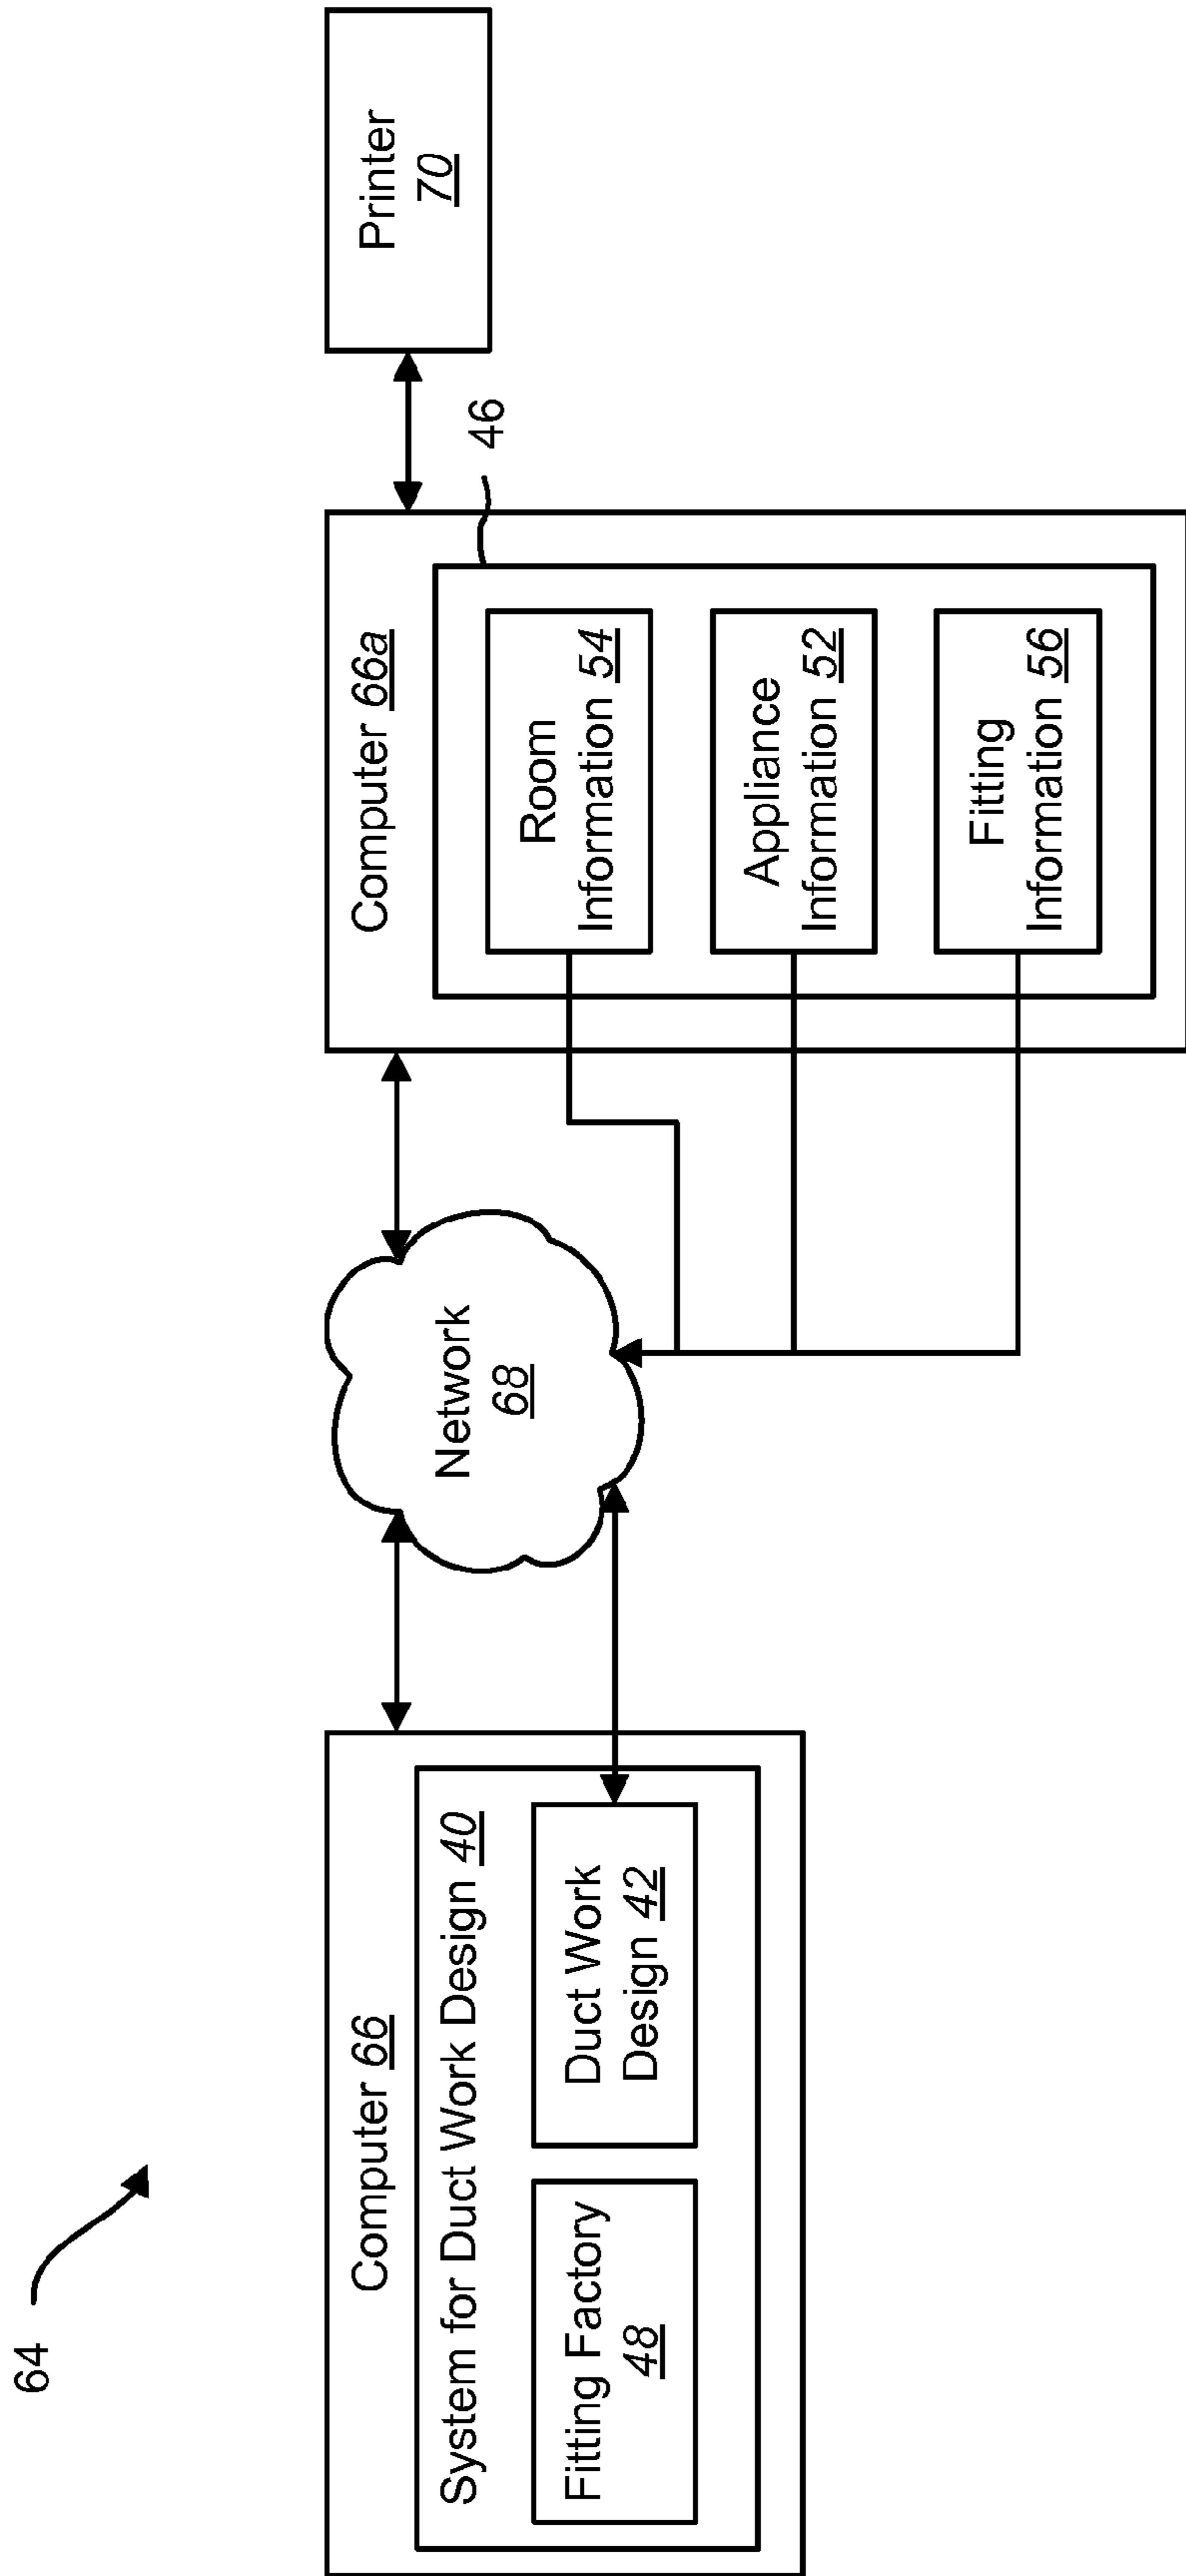 64
Computer 66
System for Duct Work Design 40
Fitting Factory
48
Duct Work
Design 42
Network
68
Computer 66a
46
Room
Information 54
Appliance
Information 52
Fitting
Information 56
Printer
70